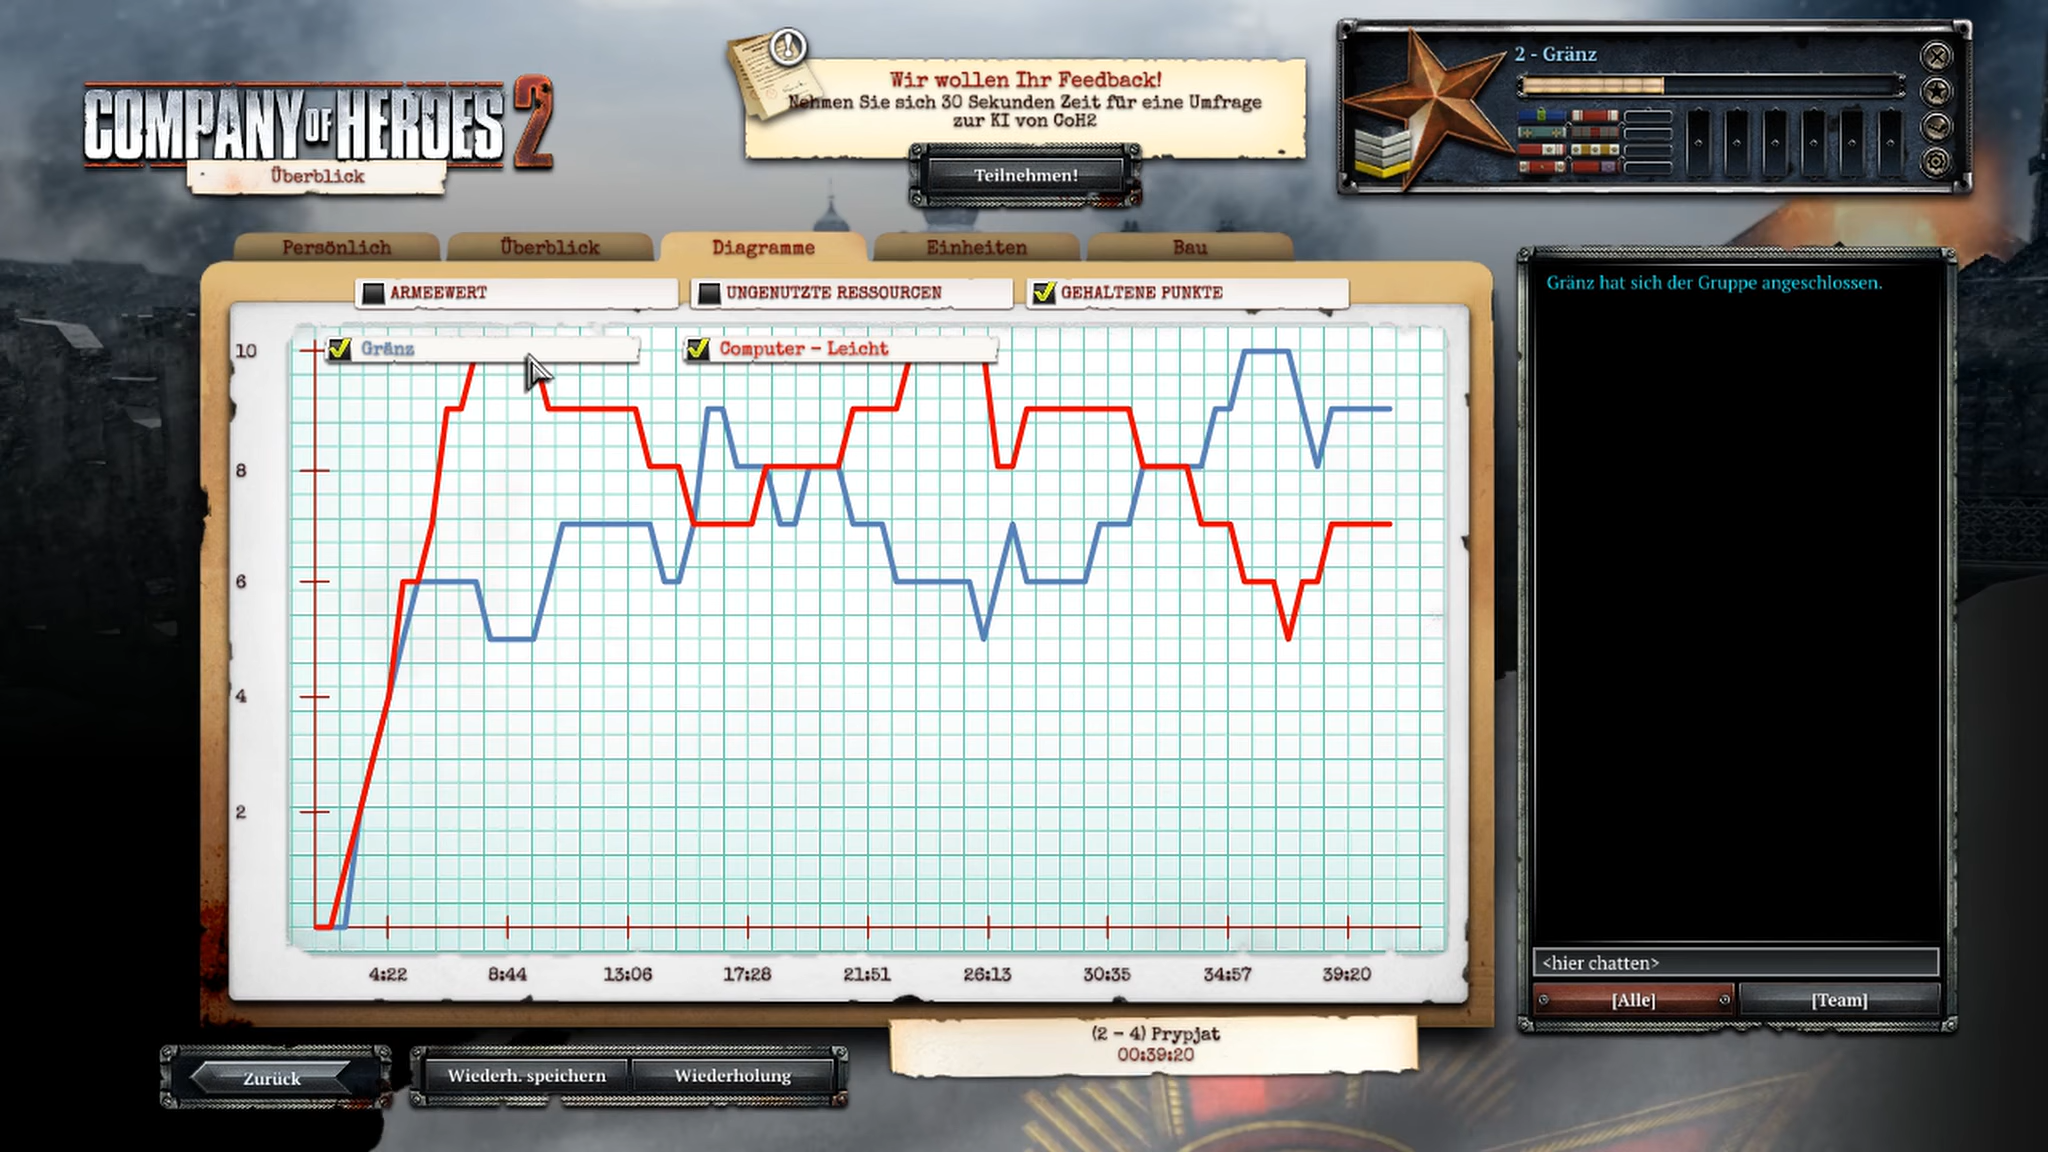 COMPANY OF HEROES 2
Überblick
Wir wollen Ihr Feedback!
Nehmen Sie sich 30 Sekunden Zeit für eine Umfrage
zur KI von CoH2
Teilnehmen!
2 - Gränz
Persönlich
Überblick
Diagramme
Einheiten
Bau
ARMEEWERT
UNGENUTZTE RESSOURCEN
GEHALTENE PUNKTE
Gränz
Computer - Leicht
10
8
6
4
2
4:22
8:44
13:06
17:28
21:51
26:13
30:35
34:57
39:20
Gränz hat sich der Gruppe angeschlossen.
<hier chatten>
[Alle]
[Team]
(2 - 4) Prypjat
00:39:20
Zurück
Wiederh. speichern
Wiederholung